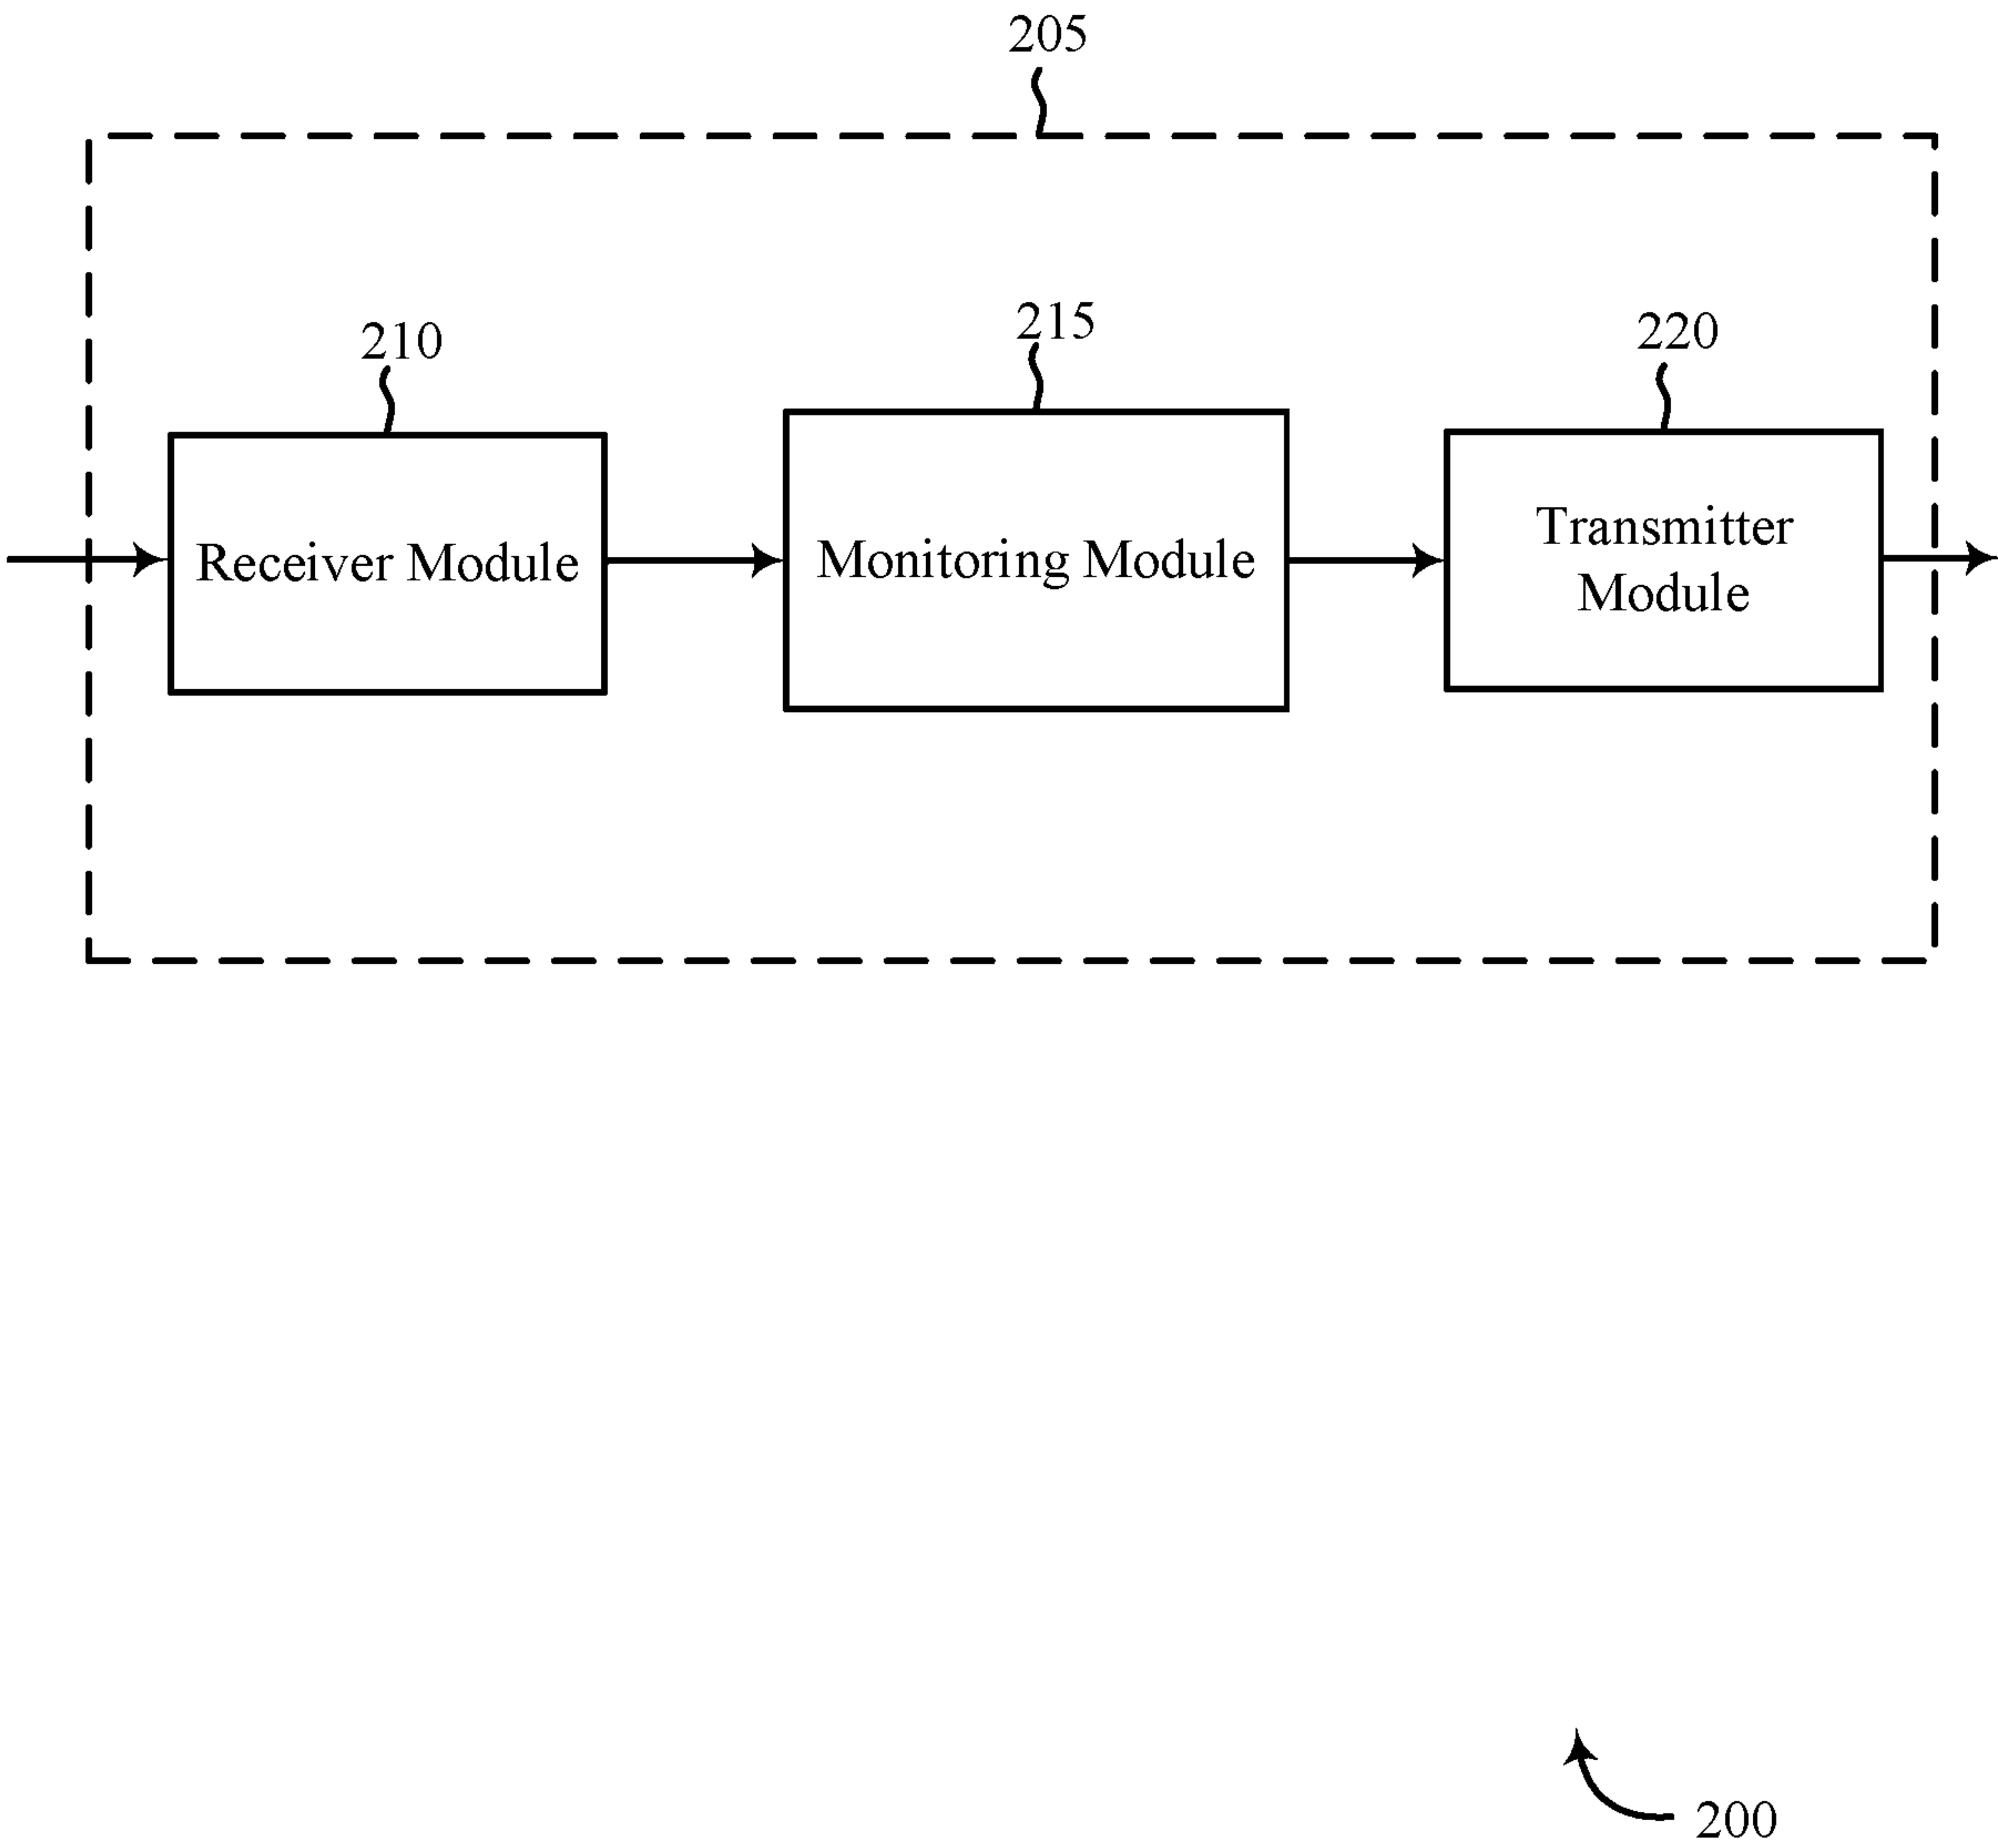 205
210
215
220
Receiver Module
Monitoring Module
Transmitter
Module
200